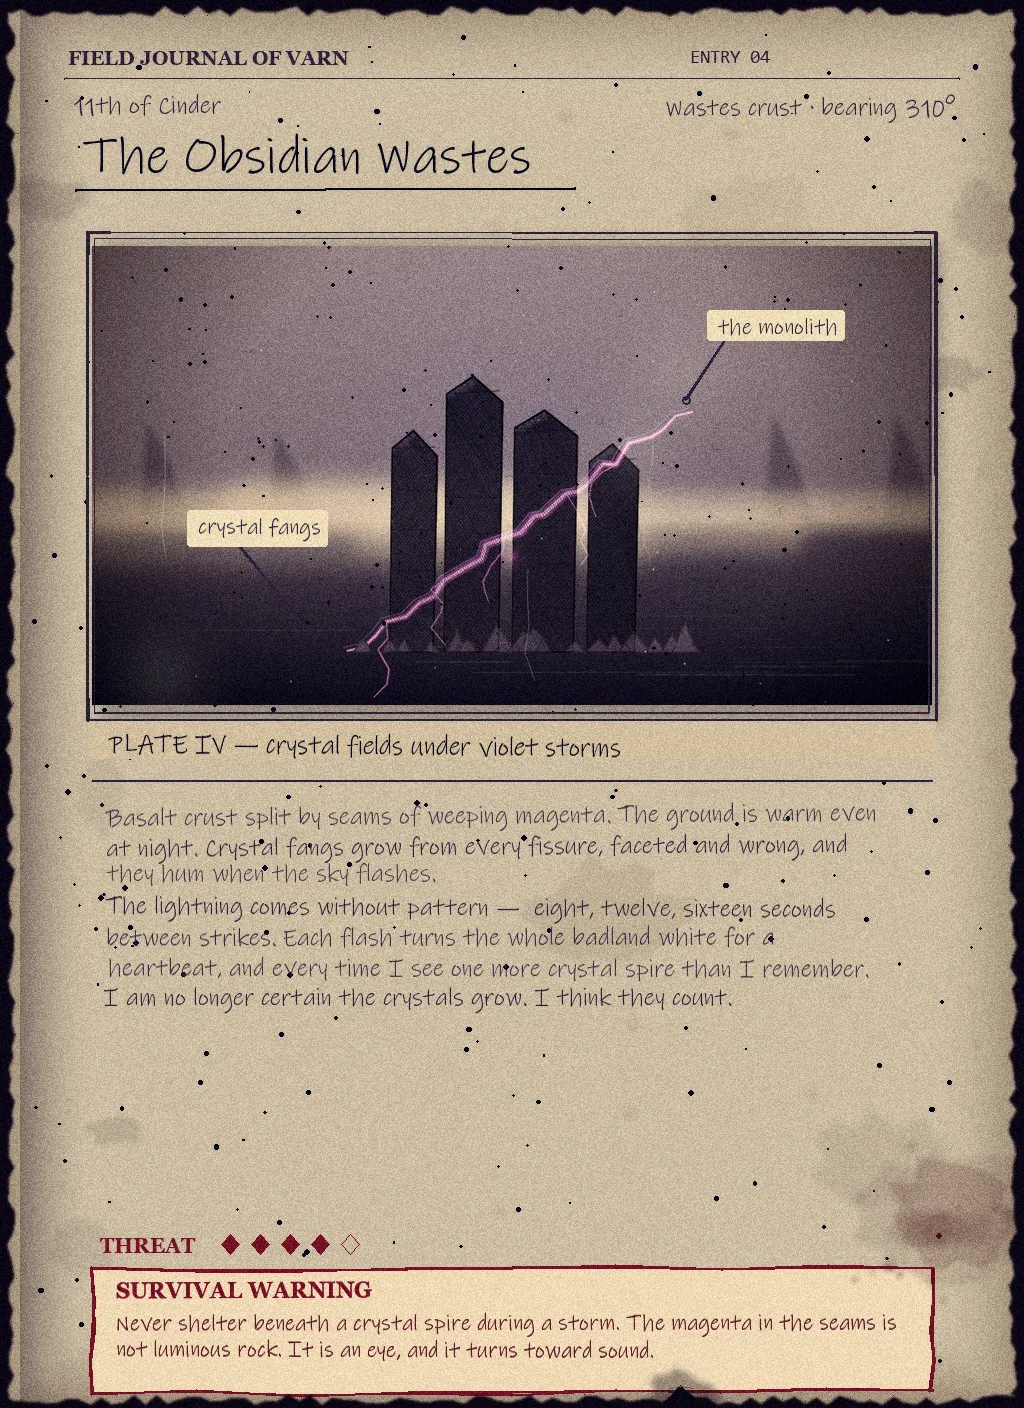 FIELD JOURNAL OF VARN
ENTRY 04
11th of Cinder
Wastes crust · bearing 310°
The Obsidian Wastes
the monolith
crystal fangs
PLATE IV — crystal fields under violet storms
Basalt crust split by seams of weeping magenta. The ground is warm even
at night. Crystal fangs grow from every fissure, faceted and wrong, and
they hum when the sky flashes.
The lightning comes without pattern — eight, twelve, sixteen seconds
between strikes. Each flash turns the whole badland white for a
heartbeat, and every time I see one more crystal spire than I remember.
I am no longer certain the crystals grow. I think they count.
THREAT
SURVIVAL WARNING
Never shelter beneath a crystal spire during a storm. The magenta in the seams is
not luminous rock. It is an eye, and it turns toward sound.